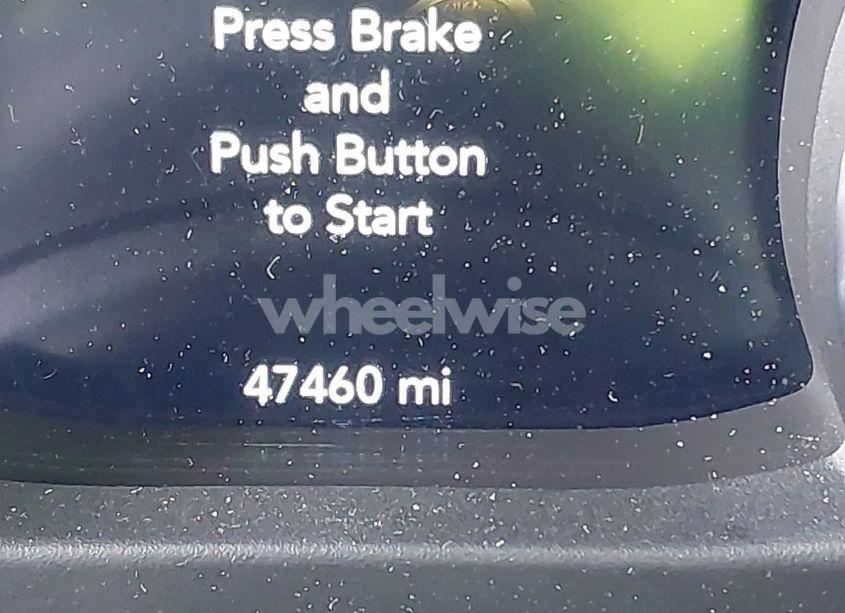 Press Brake
and
Push Button
to Start
wheelwise
47460 mi